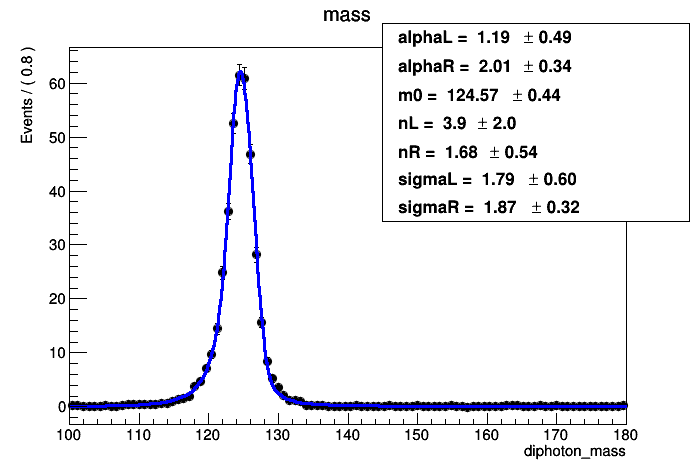 mass
alphaL = 1.19 ± 0.49
alphaR = 2.01 ± 0.34
m0 = 124.57 ± 0.44
nL = 3.9 ± 2.0
nR = 1.68 ± 0.54
sigmaL = 1.79 ± 0.60
sigmaR = 1.87 ± 0.32
Events / ( 0.8 )
60
50
40
30
20
10
0
100 110 120 130 140 150 160 170 180
diphoton_mass